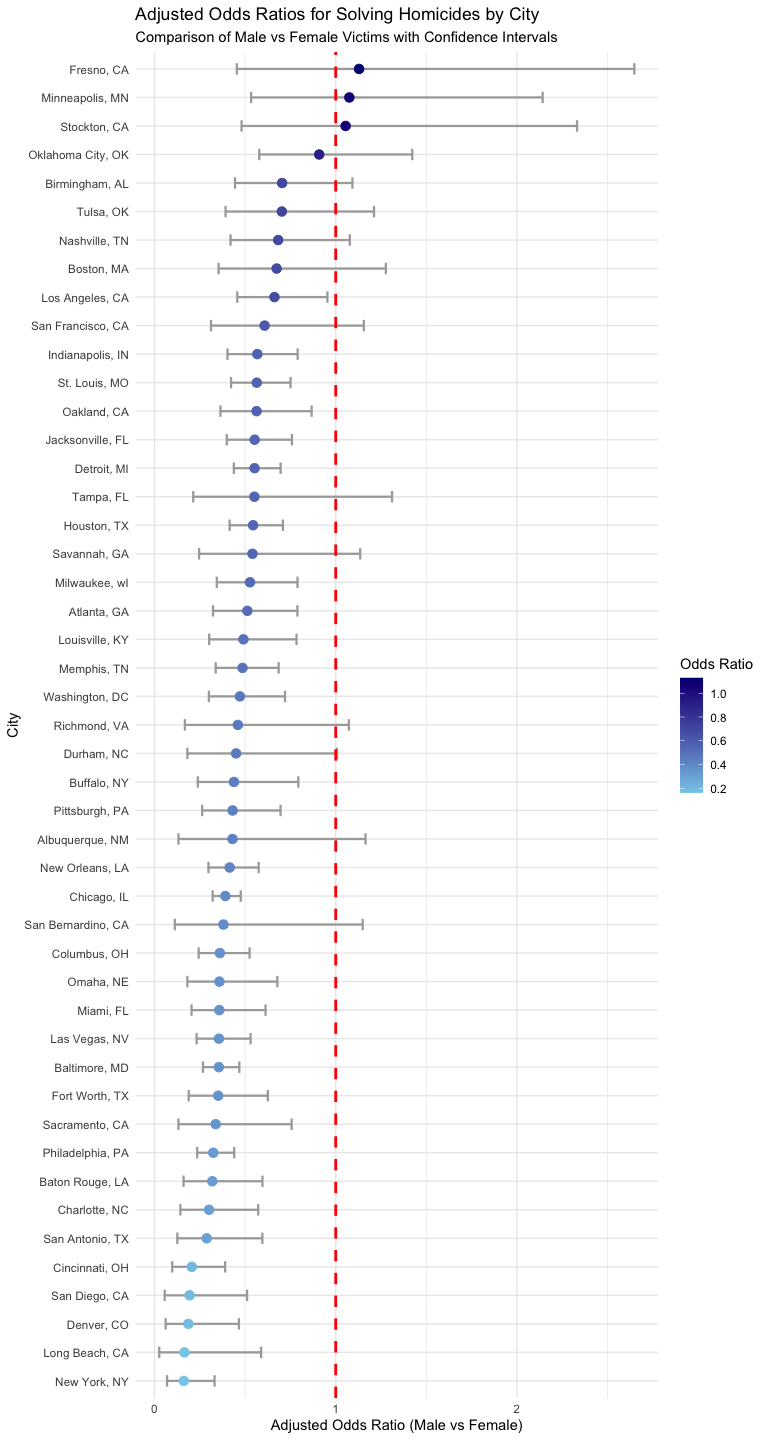 Adjusted Odds Ratios for Solving Homicides by City
Comparison of Male vs Female Victims with Confidence Intervals
Fresno, CA
Minneapolis, MN
Stockton, CA
Oklahoma City, OK
Birmingham, AL
Tulsa, OK
Nashville, TN
Boston, MA
Los Angeles, CA
San Francisco, CA
Indianapolis, IN
St. Louis, MO
Oakland, CA
Jacksonville, FL
Detroit, MI
Tampa, FL
Houston, TX
Savannah, GA
Milwaukee, wI
Atlanta, GA
Louisville, KY
Memphis, TN
Washington, DC
Richmond, VA
Durham, NC
Buffalo, NY
Pittsburgh, PA
Albuquerque, NM
New Orleans, LA
Chicago, IL
San Bernardino, CA
Columbus, OH
Omaha, NE
Miami, FL
Las Vegas, NV
Baltimore, MD
Fort Worth, TX
Sacramento, CA
Philadelphia, PA
Baton Rouge, LA
Charlotte, NC
San Antonio, TX
Cincinnati, OH
San Diego, CA
Denver, CO
Long Beach, CA
New York, NY
City
0 1 2
Adjusted Odds Ratio (Male vs Female)
Odds Ratio
1.0
0.8
0.6
0.4
0.2